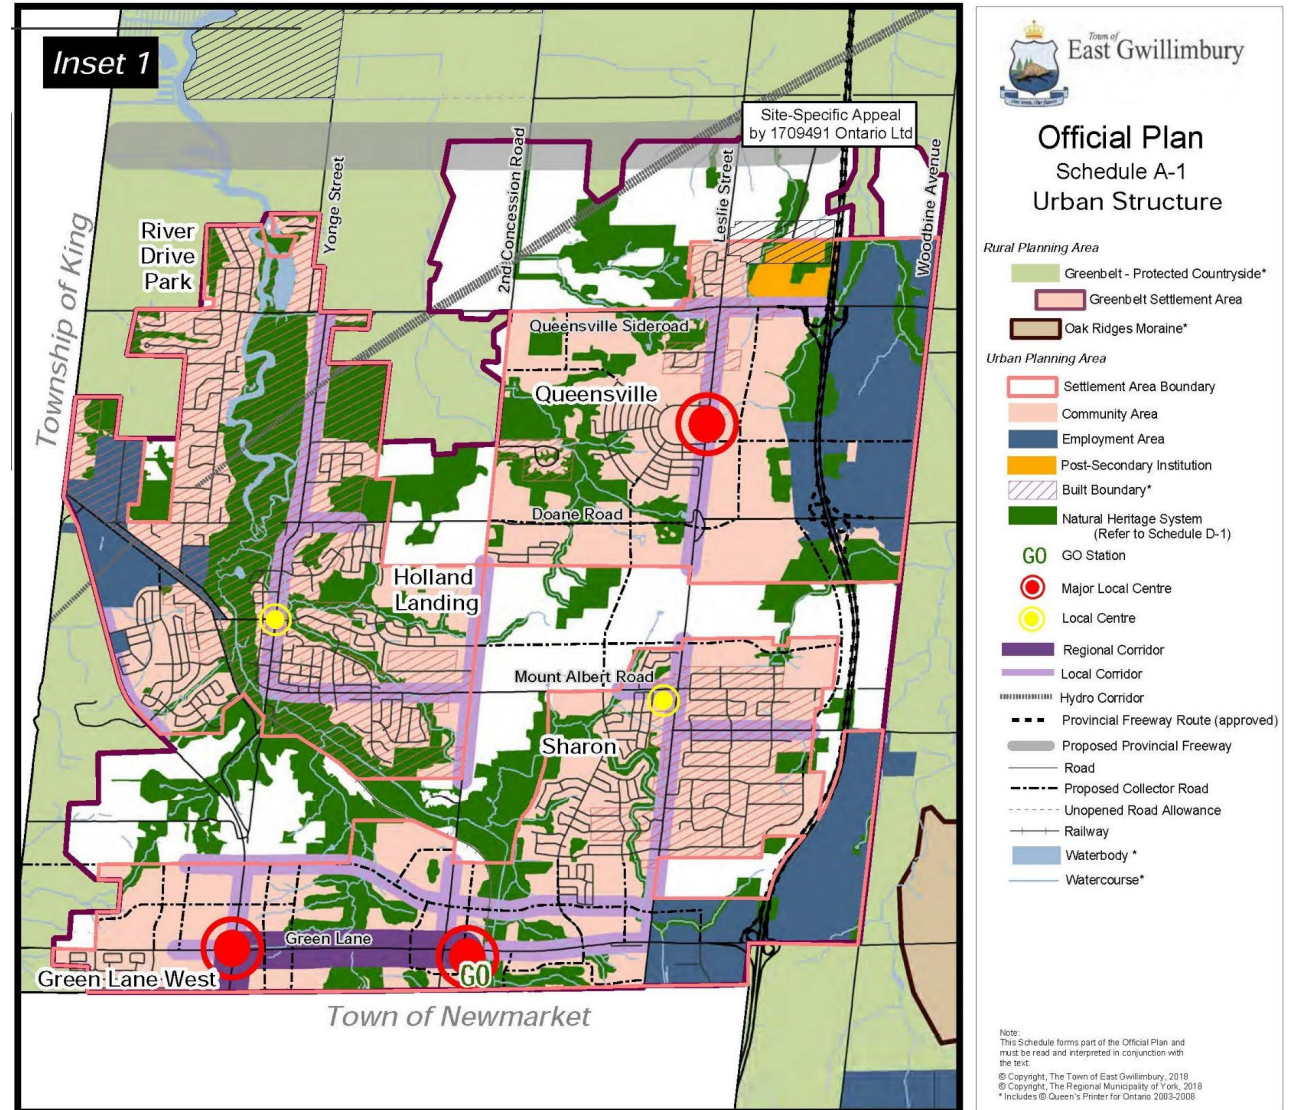 Inset 1
Site-Specific Appeal
by 1709491 Ontario Ltd
Township of King
River
Drive
Park
Yonge Street
2nd Concession Road
Leslie Street
Woodbine Avenue
Queensville Sideroad
Queensville
Doane Road
Holland
Landing
Mount Albert Road
Sharon
Green Lane
Green Lane West
GO
Town of Newmarket
Town of
East Gwillimbury
Official Plan
Schedule A-1
Urban Structure
Rural Planning Area
Greenbelt - Protected Countryside*
Greenbelt Settlement Area
Oak Ridges Moraine*
Urban Planning Area
Settlement Area Boundary
Community Area
Employment Area
Post-Secondary Institution
Built Boundary*
Natural Heritage System
(Refer to Schedule D-1)
GO GO Station
Major Local Centre
Local Centre
Regional Corridor
Local Corridor
Hydro Corridor
Provincial Freeway Route (approved)
Proposed Provincial Freeway
Road
Proposed Collector Road
Unopened Road Allowance
Railway
Waterbody *
Watercourse*
Note:
This Schedule forms part of the Official Plan and
must be read and interpreted in conjunction with
the text.
© Copyright, The Town of East Gwillimbury, 2018
© Copyright, The Regional Municipality of York, 2018
* Includes © Queen's Printer for Ontario 2003-2008